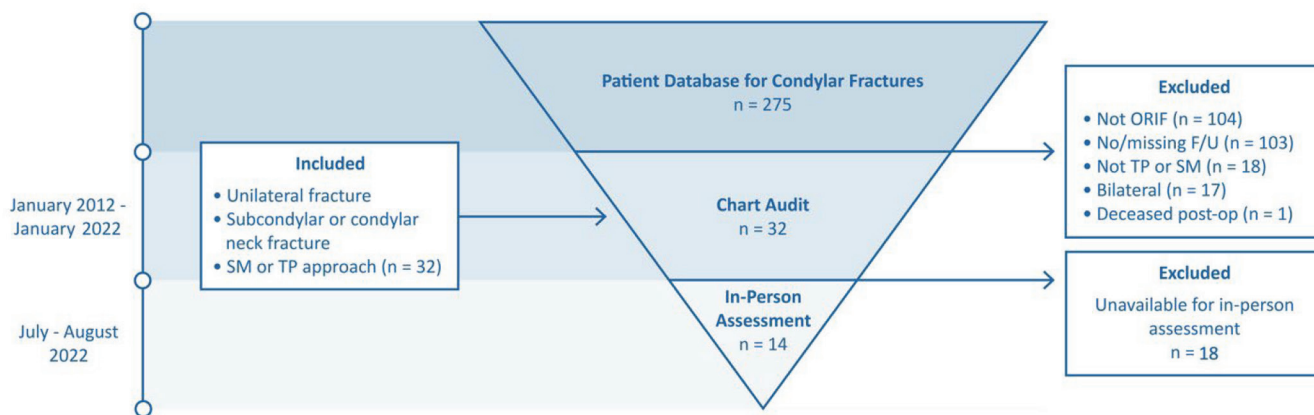 Patient Database for Condylar Fractures
n = 275
Excluded
• Not ORIF (n = 104)
• No/missing F/U (n = 103)
• Not TP or SM (n = 18)
• Bilateral (n = 17)
• Deceased post-op (n = 1)
January 2012 -
January 2022
Included
• Unilateral fracture
• Subcondylar or condylar
neck fracture
• SM or TP approach (n = 32)
Chart Audit
n = 32
July - August
2022
In-Person
Assessment
n = 14
Excluded
Unavailable for in-person
assessment
n = 18